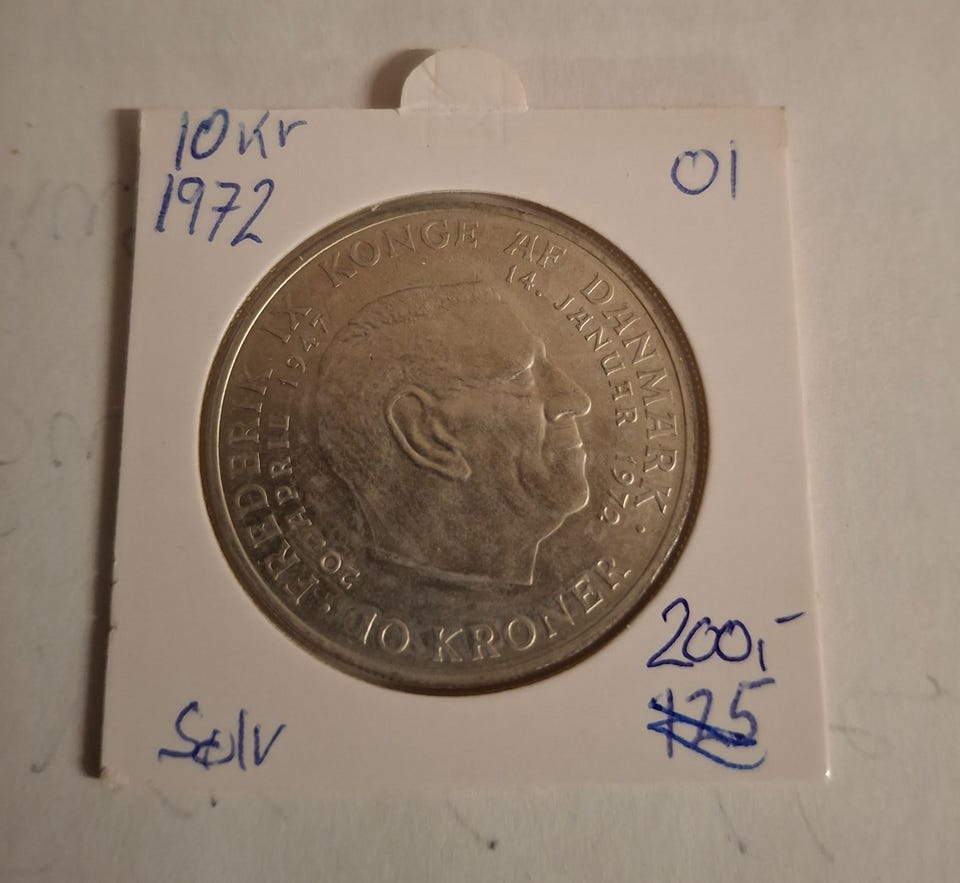 10 Kr
1972
01
FREDERIK IX KONGE AF DANMARK ·
20. APRIL 1947
14. JANUER 1972
· 10 KRONER
Sølv
200,-
125